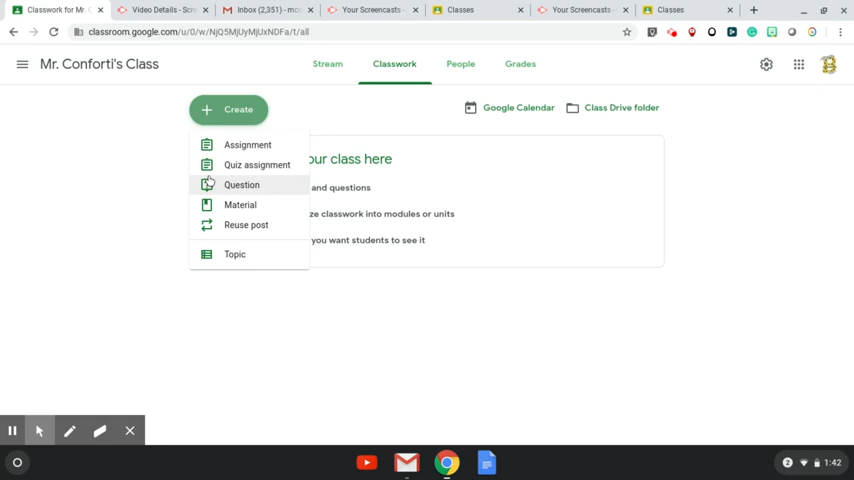 Classwork for Mr. C
Video Details - Scre
Inbox (2,351) - mo
Your Screencasts -
Classes
Your Screencasts -
Classes
classroom.google.com/u/0/w/NjQ5MjUyMjUxNDFa/t/all
Mr. Conforti's Class
Stream
Classwork
People
Grades
Create
Google Calendar
Class Drive folder
Assignment
Quiz assignment
Question
Material
Reuse post
Topic
our class here
and questions
ze classwork into modules or units
you want students to see it
2
1:42